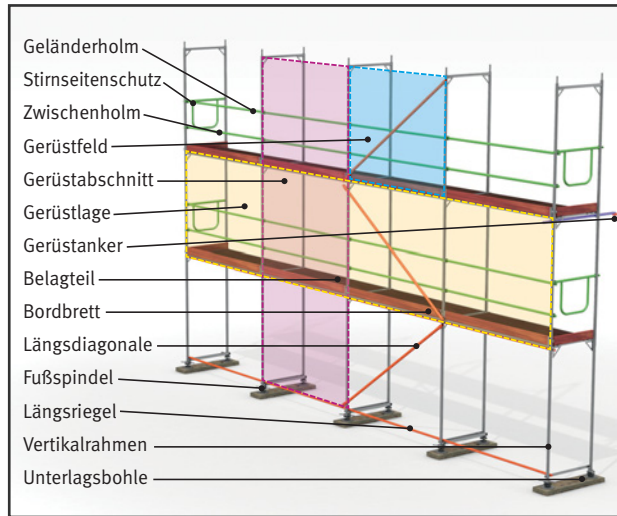 Geländerholm
Stirnseitenschutz
Zwischenholm
Gerüstfeld
Gerüstabschnitt
Gerüstlage
Gerüstanker
Belagteil
Bordbrett
Längsdiagonale
Fußspindel
Längsriegel
Vertikalrahmen
Unterlagsbohle